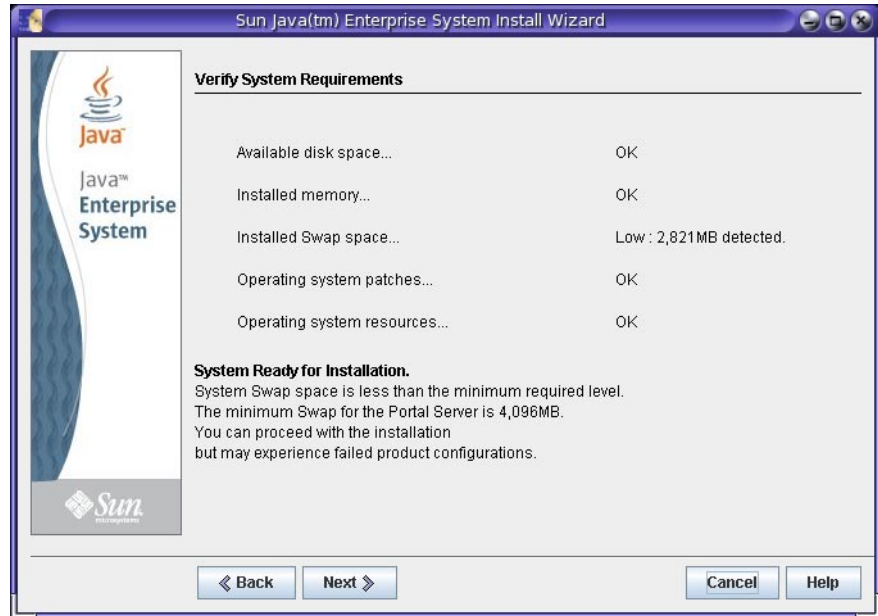 Sun Java(tm) Enterprise System Install Wizard
Java™
Java™
Enterprise
System
Sun
microsystems
Verify System Requirements
Available disk space... OK
Installed memory... OK
Installed Swap space... Low : 2,821MB detected.
Operating system patches... OK
Operating system resources... OK
System Ready for Installation.
System Swap space is less than the minimum required level.
The minimum Swap for the Portal Server is 4,096MB.
You can proceed with the installation
but may experience failed product configurations.
Back Next Cancel Help